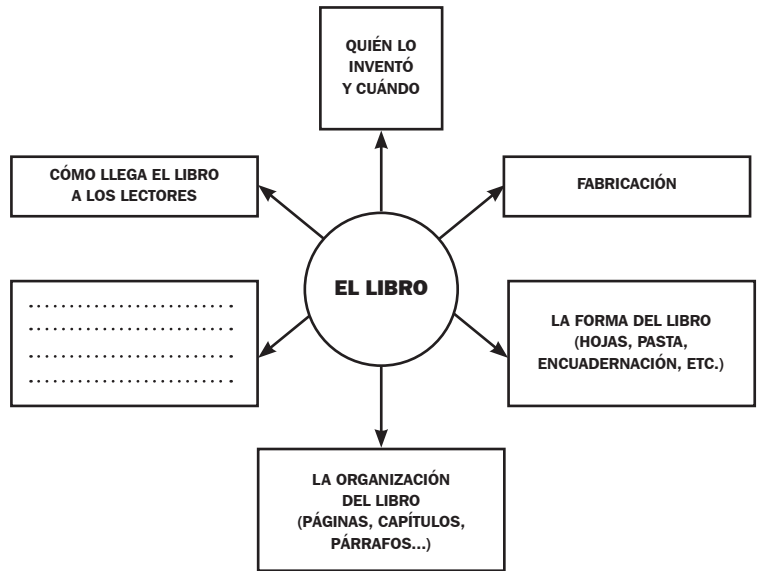 QUIÉN LO
INVENTÓ
Y CUÁNDO
CÓMO LLEGA EL LIBRO
A LOS LECTORES
FABRICACIÓN
EL LIBRO
LA FORMA DEL LIBRO
(HOJAS, PASTA,
ENCUADERNACIÓN, ETC.)
LA ORGANIZACIÓN
DEL LIBRO
(PÁGINAS, CAPÍTULOS,
PÁRRAFOS...)